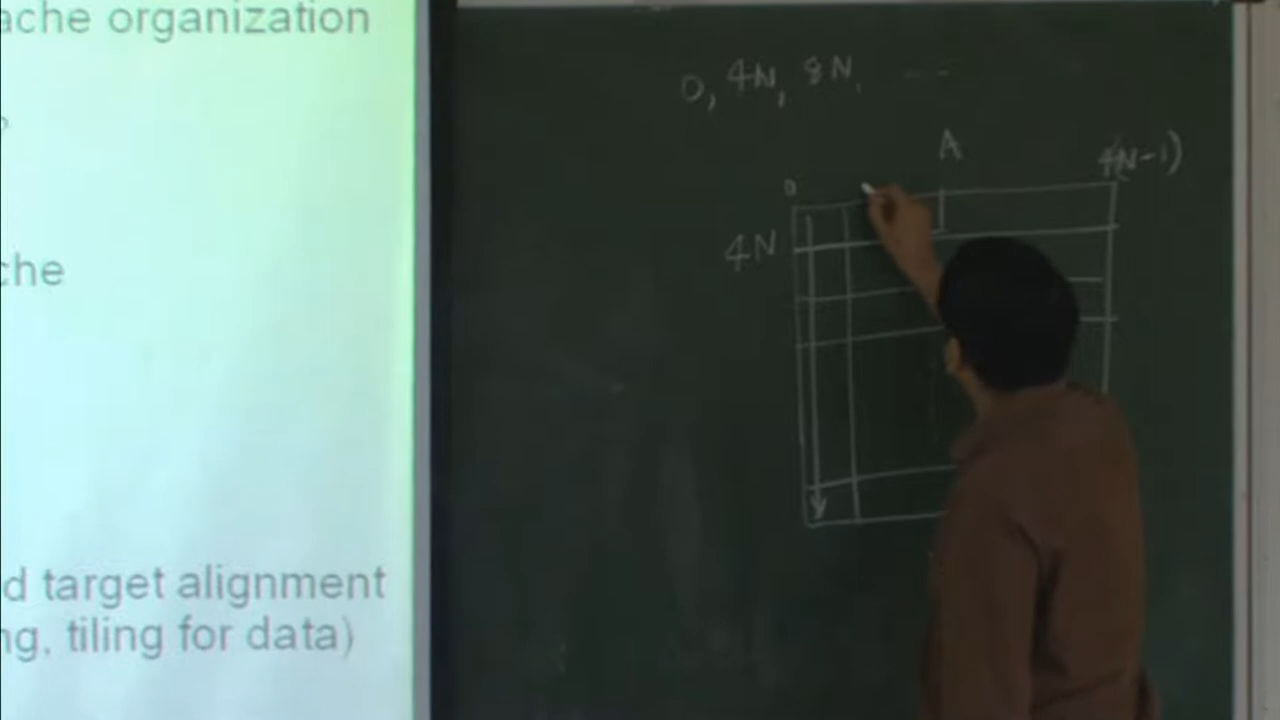 ache organization
che
d target alignment
ng, tiling for data)
0, 4N, 8N, ---
A
0
4(N-1)
4N